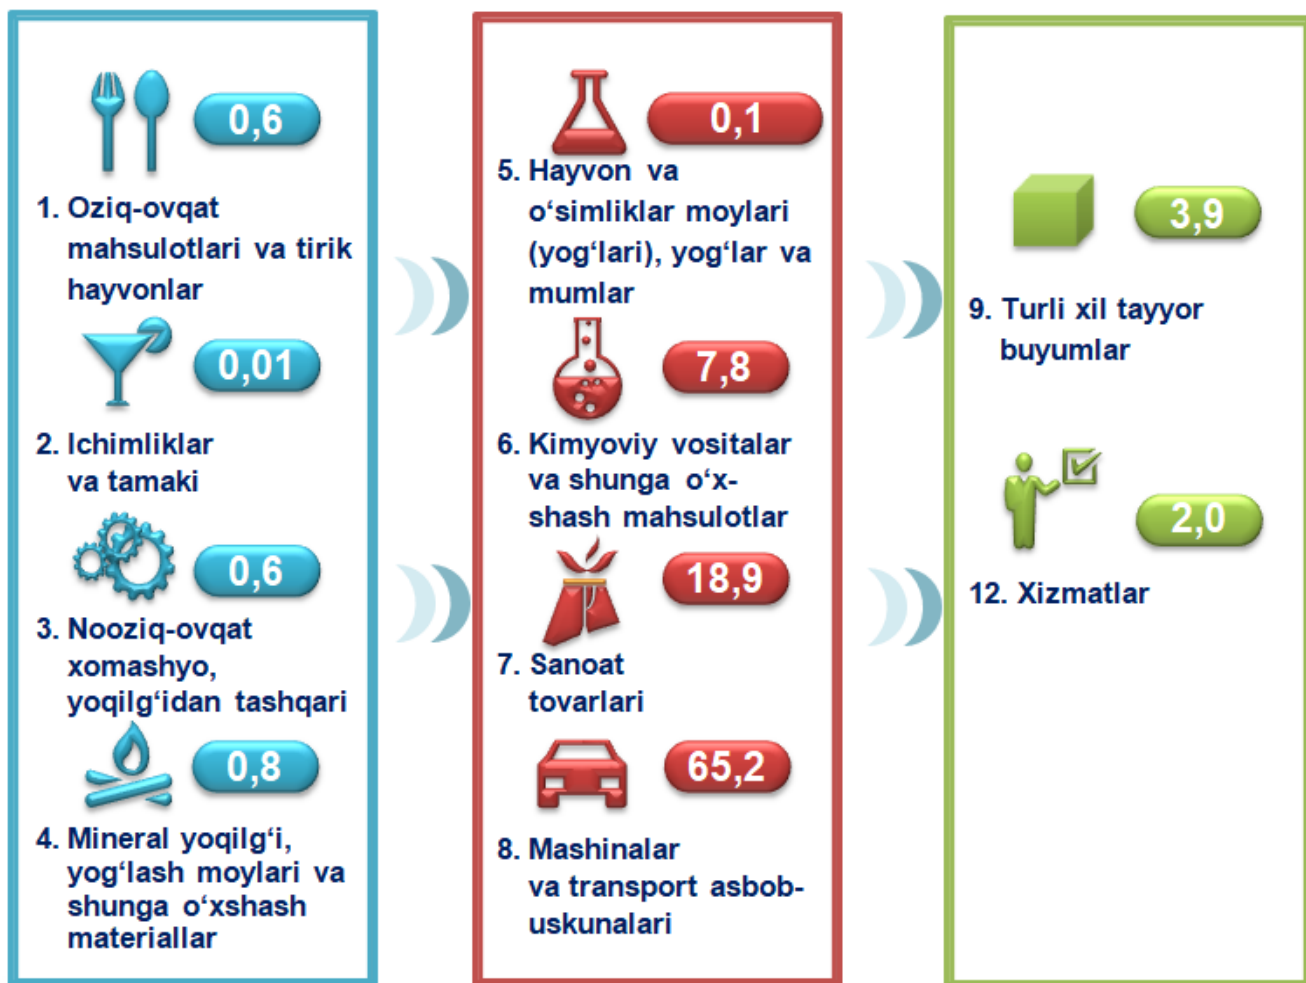 0,6
1. Oziq-ovqat
mahsulotlari va tirik
hayvonlar
0,01
2. Ichimliklar
va tamaki
0,6
3. Nooziq-ovqat
xomashyo,
yoqilg‘idan tashqari
0,8
4. Mineral yoqilg‘i,
yog‘lash moylari va
shunga o‘xshash
materiallar
0,1
5. Hayvon va
o‘simliklar moylari
(yog‘lari), yog‘lar va
mumlar
7,8
6. Kimyoviy vositalar
va shunga o‘x-
shash mahsulotlar
18,9
7. Sanoat
tovarlari
65,2
8. Mashinalar
va transport asbob-
uskunalari
3,9
9. Turli xil tayyor
buyumlar
2,0
12. Xizmatlar